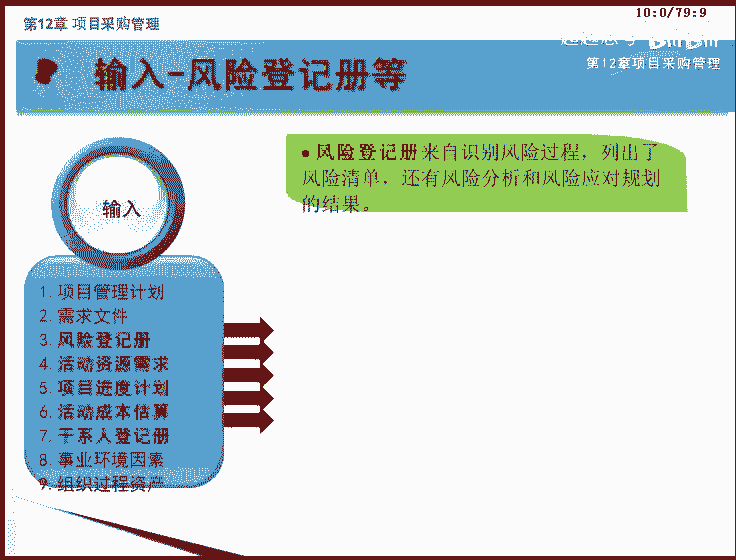 第12章 项目采购管理
10:0/79:9
第12章项目采购管理
输入-风险登记册等
输入
1. 项目管理计划
2. 需求文件
3. 风险登记册
4. 活动资源需求
5. 项目进度计划
6. 活动成本估算
7. 干系人登记册
8. 事业环境因素
9. 组织过程资产
● 风险登记册来自识别风险过程，列出了
风险清单，还有风险分析和风险应对规划
的结果。